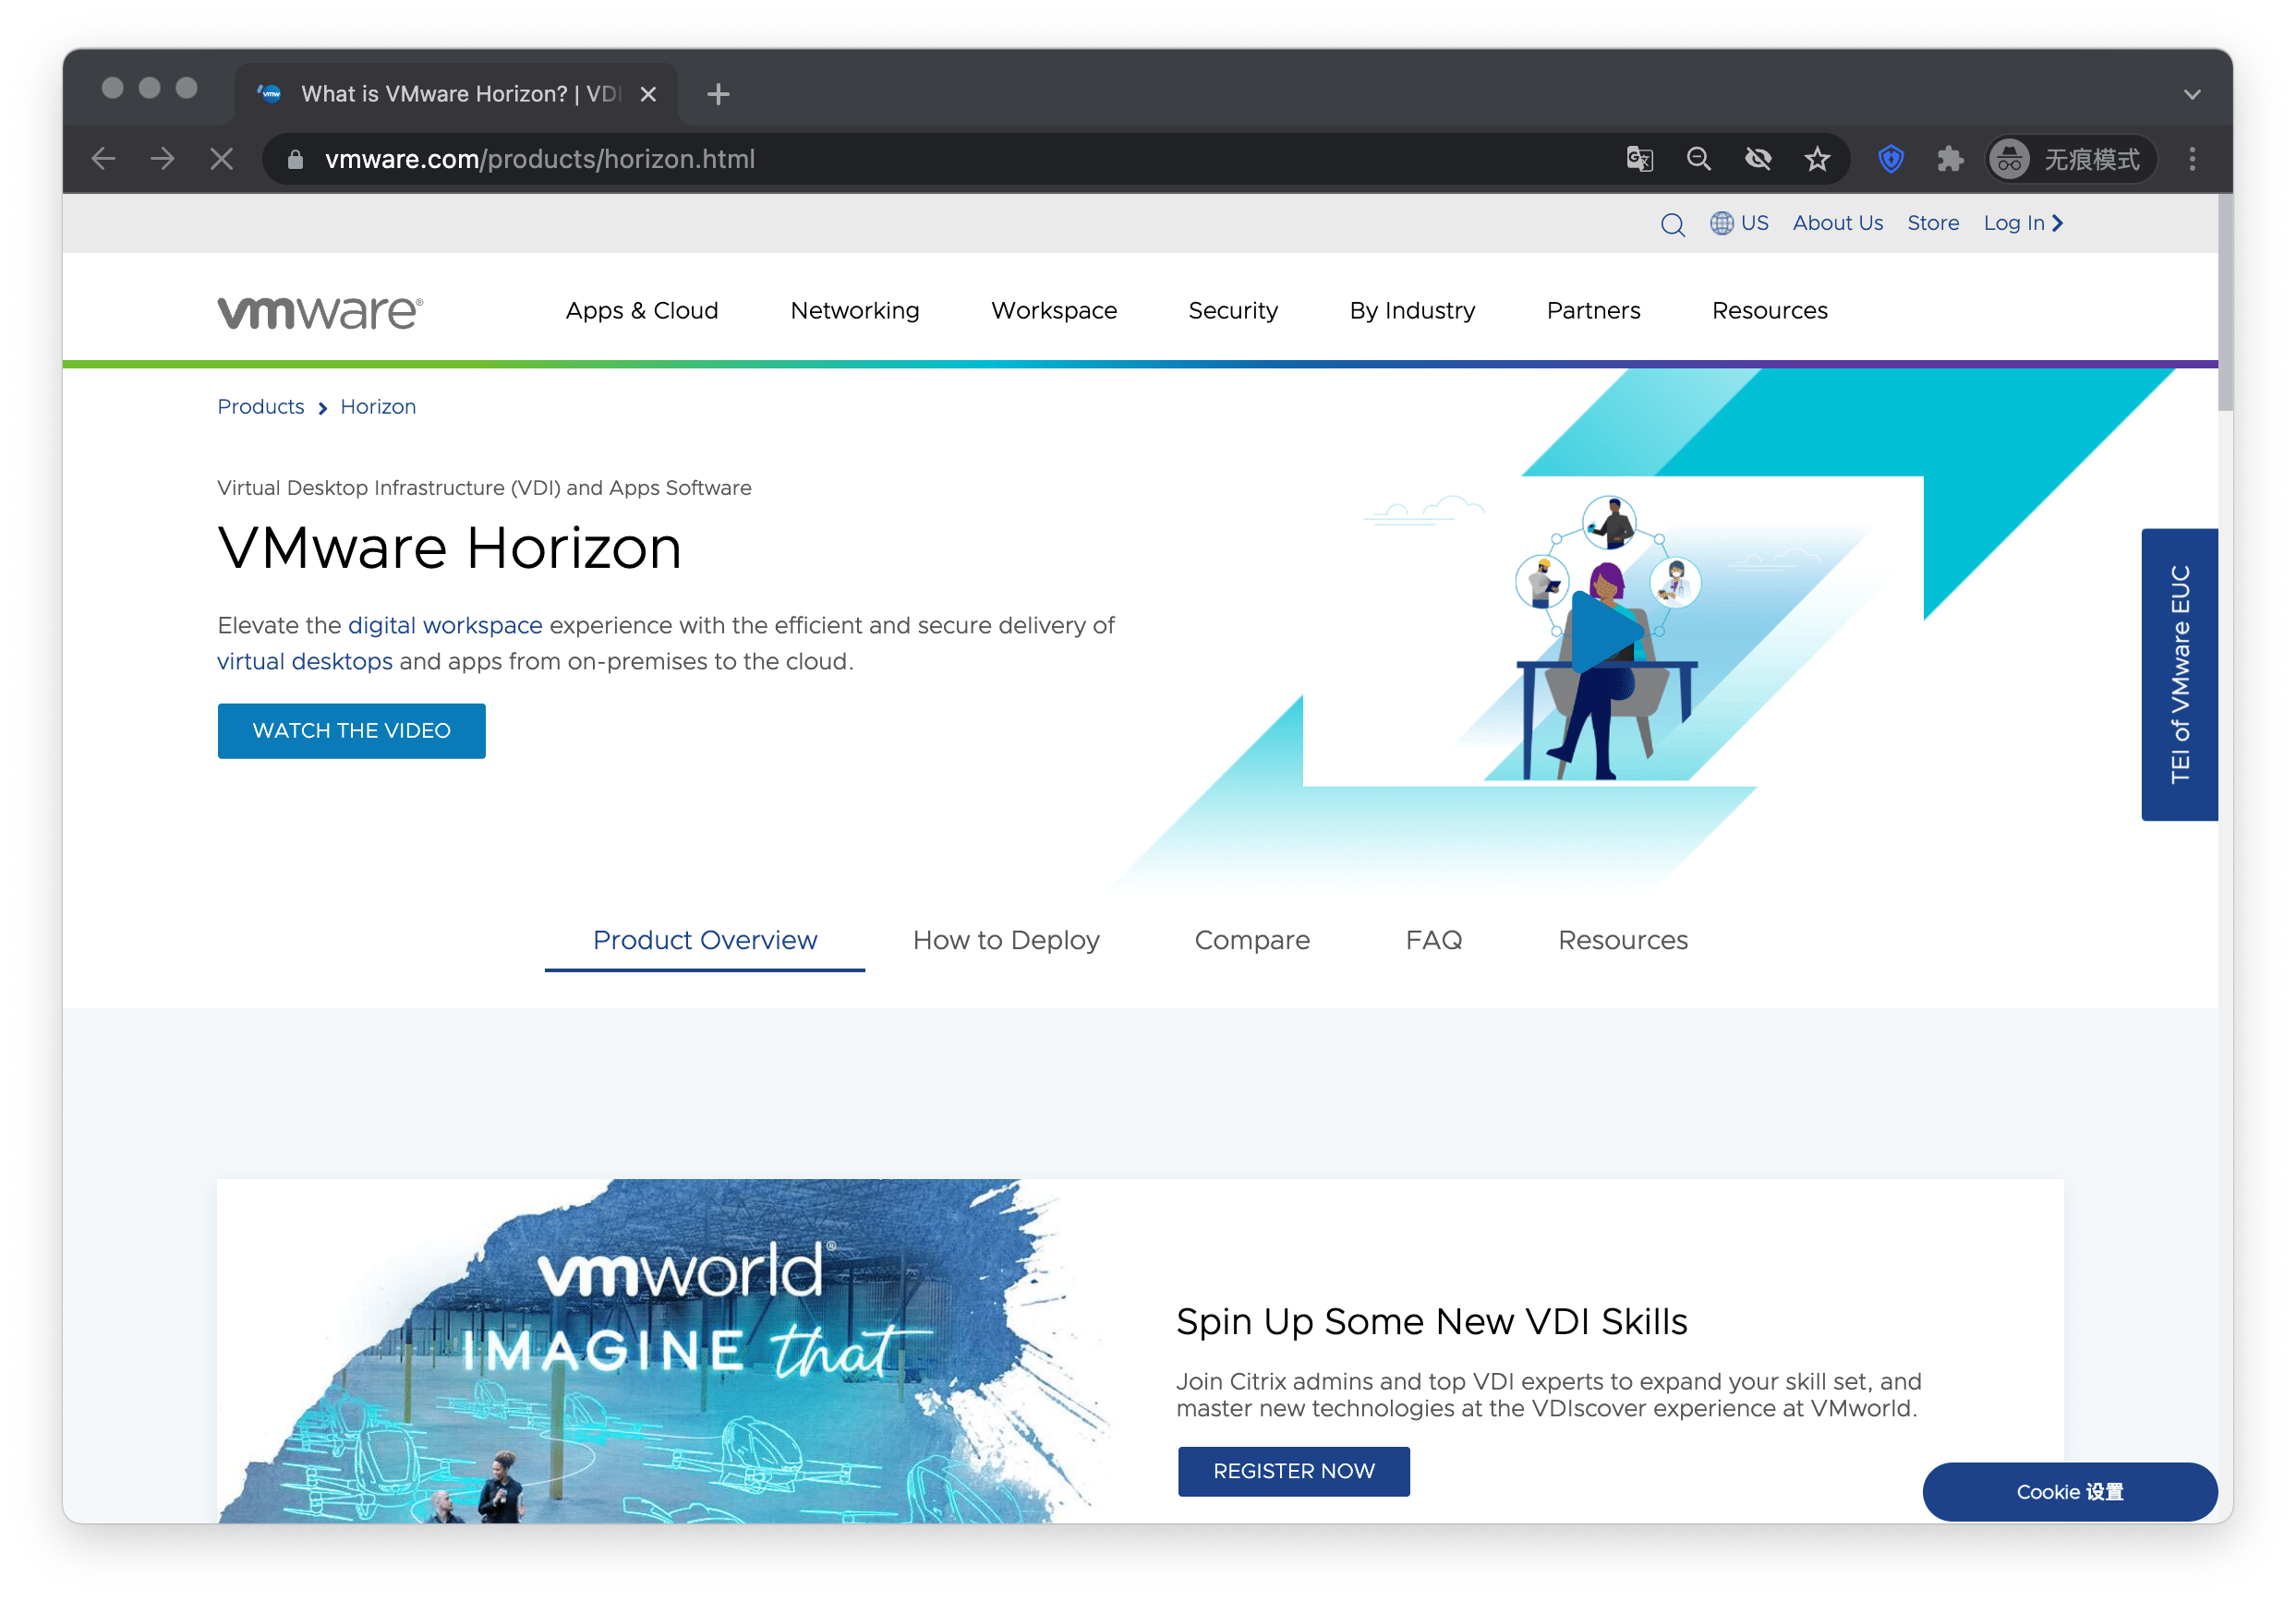 What is VMware Horizon? | VD
vmware.com/products/horizon.html
无痕模式
US About Us Store Log In
vmware®
Apps & Cloud Networking Workspace Security By Industry Partners Resources
Products Horizon
Virtual Desktop Infrastructure (VDI) and Apps Software
VMware Horizon
Elevate the digital workspace experience with the efficient and secure delivery of
virtual desktops and apps from on-premises to the cloud.
WATCH THE VIDEO
TEI of VMware EUC
Product Overview How to Deploy Compare FAQ Resources
vmworld®
IMAGINE that
Spin Up Some New VDI Skills
Join Citrix admins and top VDI experts to expand your skill set, and
master new technologies at the VDIscover experience at VMworld.
REGISTER NOW
Cookie 设置